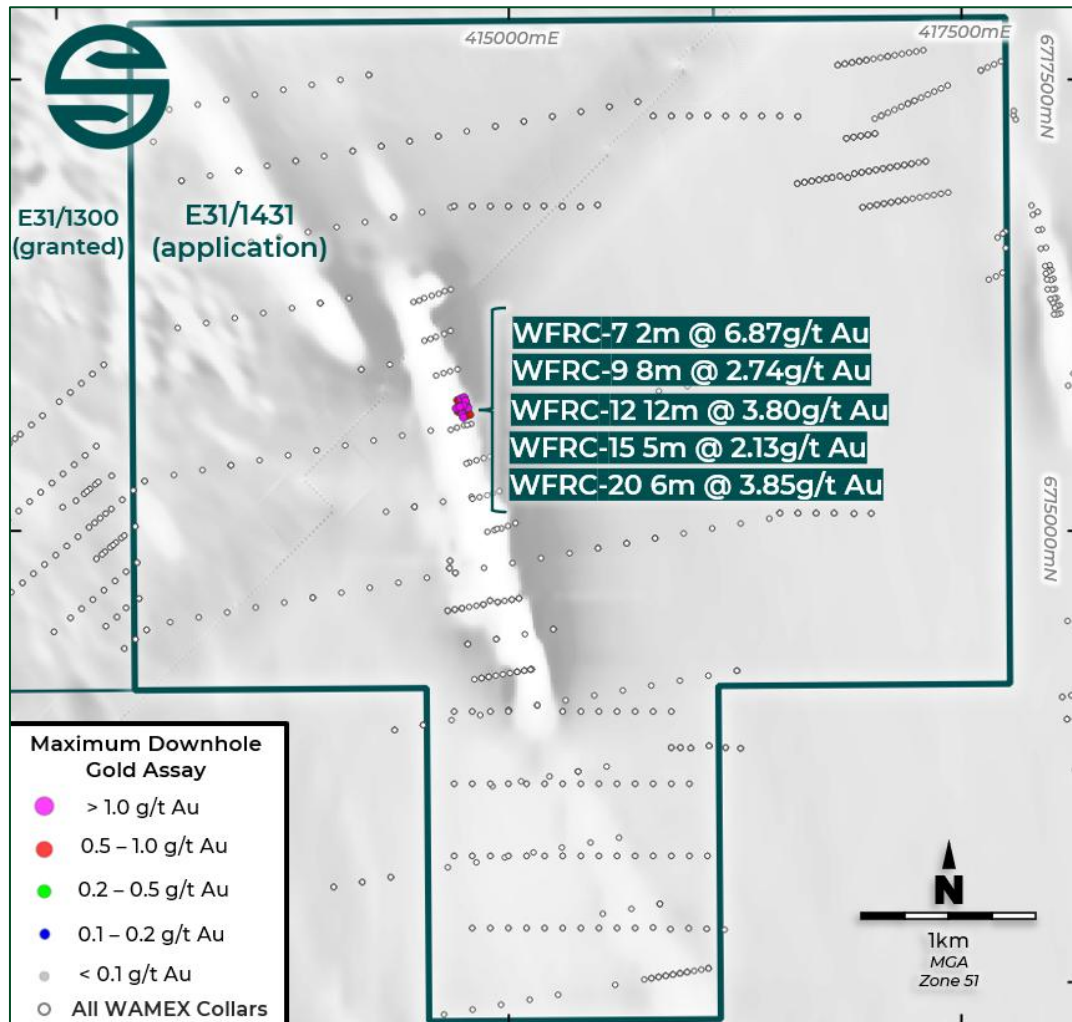 415000mE
417500mE
6717500mN
E31/1300
(granted)
E31/1431
(application)
WFRC-7 2m @ 6.87g/t Au
WFRC-9 8m @ 2.74g/t Au
WFRC-12 12m @ 3.80g/t Au
WFRC-15 5m @ 2.13g/t Au
WFRC-20 6m @ 3.85g/t Au
6715000mN
Maximum Downhole
Gold Assay
> 1.0 g/t Au
0.5 – 1.0 g/t Au
0.2 – 0.5 g/t Au
0.1 – 0.2 g/t Au
< 0.1 g/t Au
All WAMEX Collars
N
1km
MGA
Zone 51